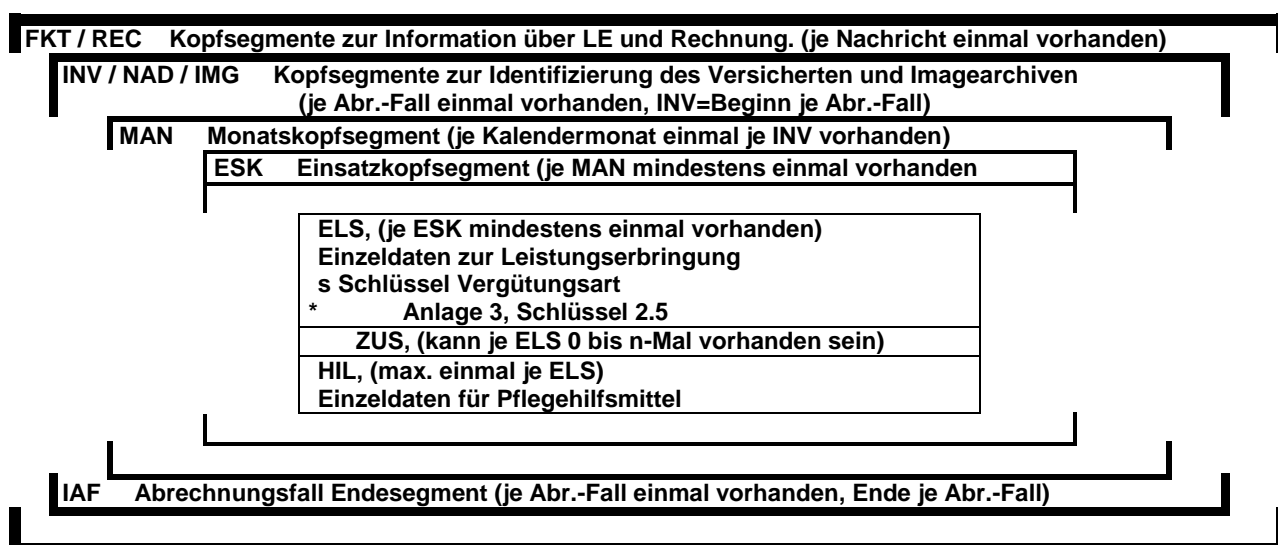 FKT / REC Kopfsegmente zur Information über LE und Rechnung. (je Nachricht einmal vorhanden)
INV / NAD / IMG Kopfsegmente zur Identifizierung des Versicherten und Imagearchiven
(je Abr.-Fall einmal vorhanden, INV=Beginn je Abr.-Fall)
MAN Monatskopfsegment (je Kalendermonat einmal je INV vorhanden)
ESK Einsatzkopfsegment (je MAN mindestens einmal vorhanden
ELS, (je ESK mindestens einmal vorhanden)
Einzeldaten zur Leistungserbringung
s Schlüssel Vergütungsart
* Anlage 3, Schlüssel 2.5
ZUS, (kann je ELS 0 bis n-Mal vorhanden sein)
HIL, (max. einmal je ELS)
Einzeldaten für Pflegehilfsmittel
IAF Abrechnungsfall Endesegment (je Abr.-Fall einmal vorhanden, Ende je Abr.-Fall)